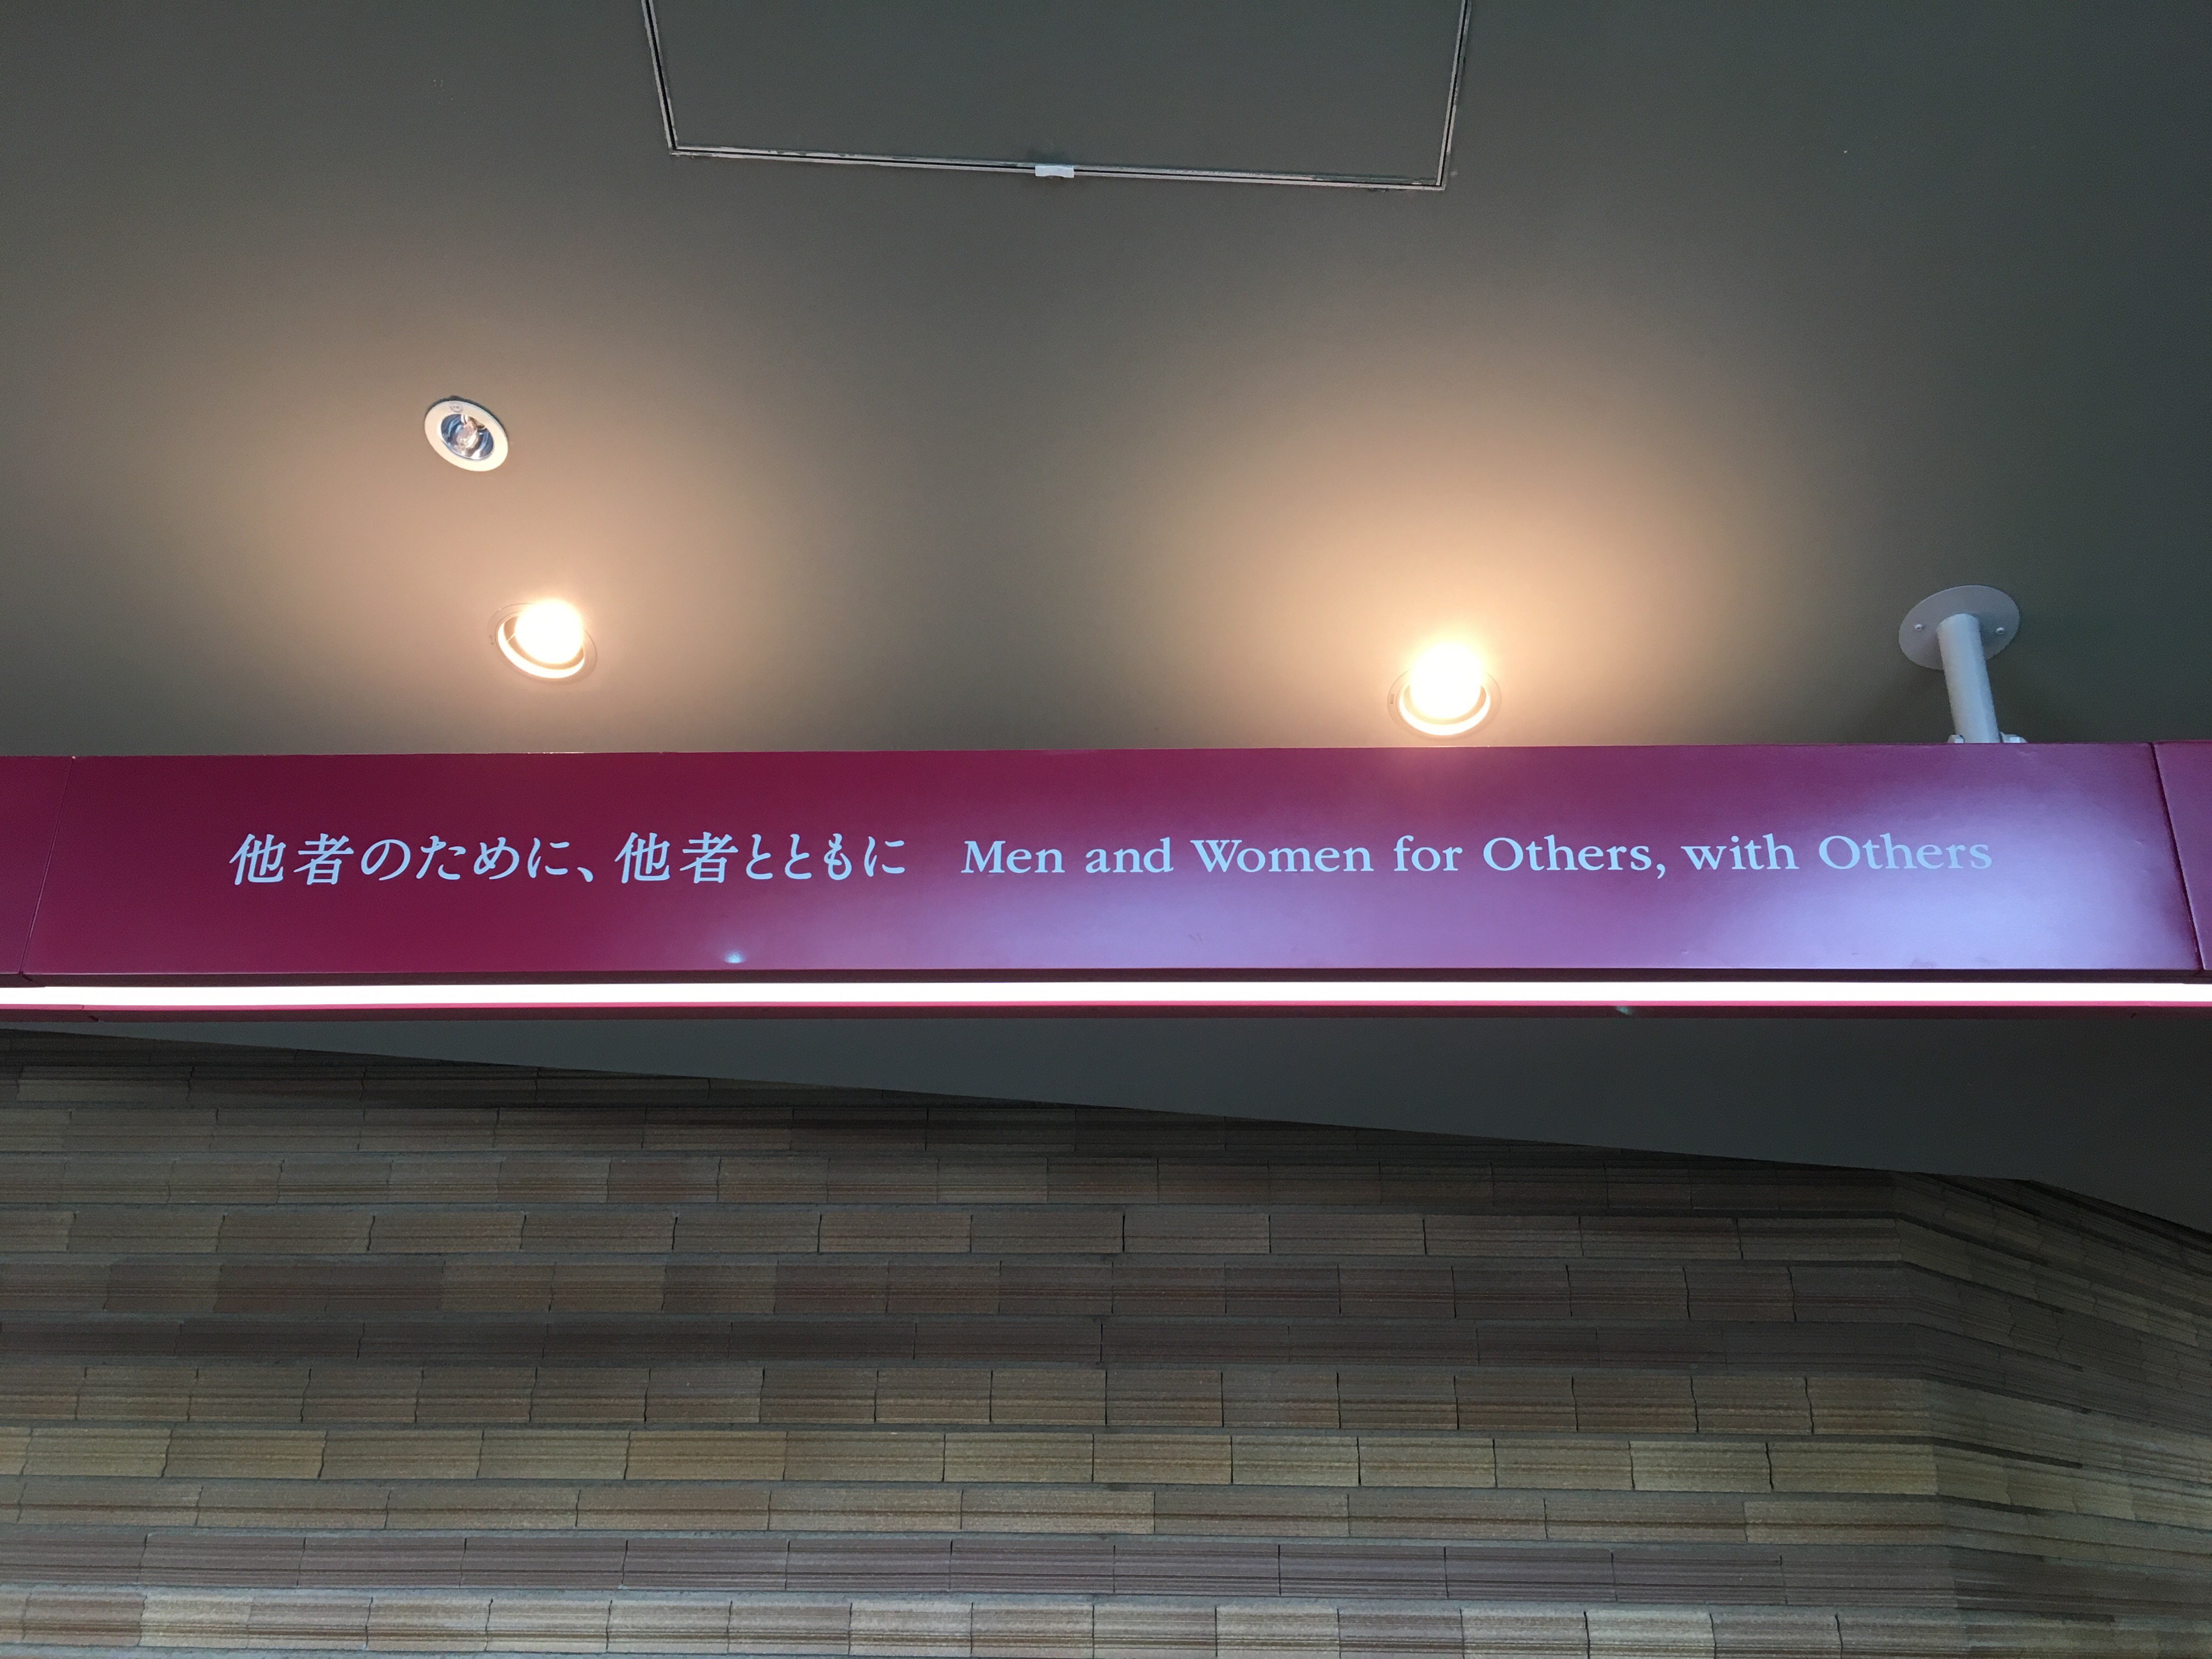 他者のために、他者とともに　Men and Women for Others, with Others